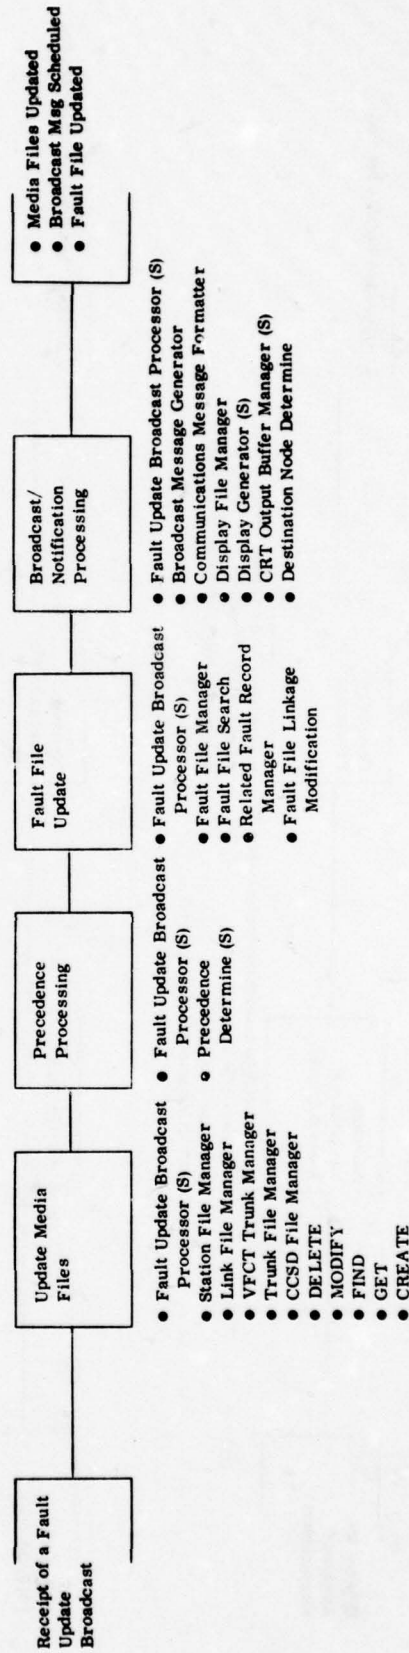 Receipt of a Fault
Update
Broadcast
Update Media
Files
● Fault Update Broadcast
Processor (S)
● Station File Manager
● Link File Manager
● VFCT Trunk Manager
● Trunk File Manager
● CCSD File Manager
● DELETE
● MODIFY
● FIND
● GET
● CREATE
Precedence
Processing
● Fault Update Broadcast
Processor (S)
● Precedence
Determine (S)
Fault File
Update
● Fault Update Broadcast
Processor (S)
● Fault File Manager
● Fault File Search
● Related Fault Record
Manager
● Fault File Linkage
Modification
Broadcast/
Notification
Processing
● Fault Update Broadcast Processor (S)
● Broadcast Message Generator
● Communications Message Formatter
● Display File Manager
● Display Generator (S)
● CRT Output Buffer Manager (S)
● Destination Node Determine
● Media Files Updated
● Broadcast Msg Scheduled
● Fault File Updated